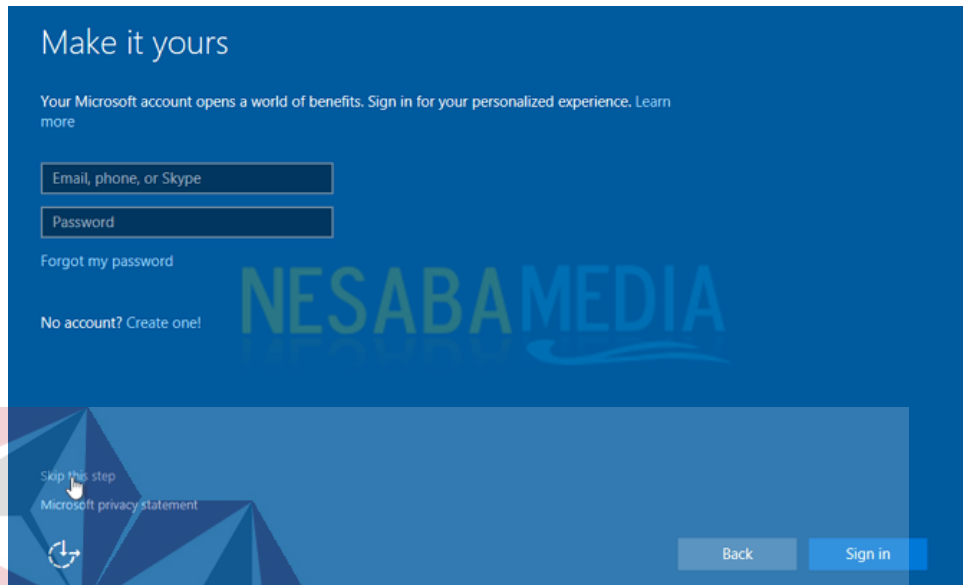 Make it yours
Your Microsoft account opens a world of benefits. Sign in for your personalized experience. Learn
more
Email, phone, or Skype
Password
Forgot my password
NESABAMEDIA
No account? Create one!
Skip this step
Microsoft privacy statement
Back
Sign in